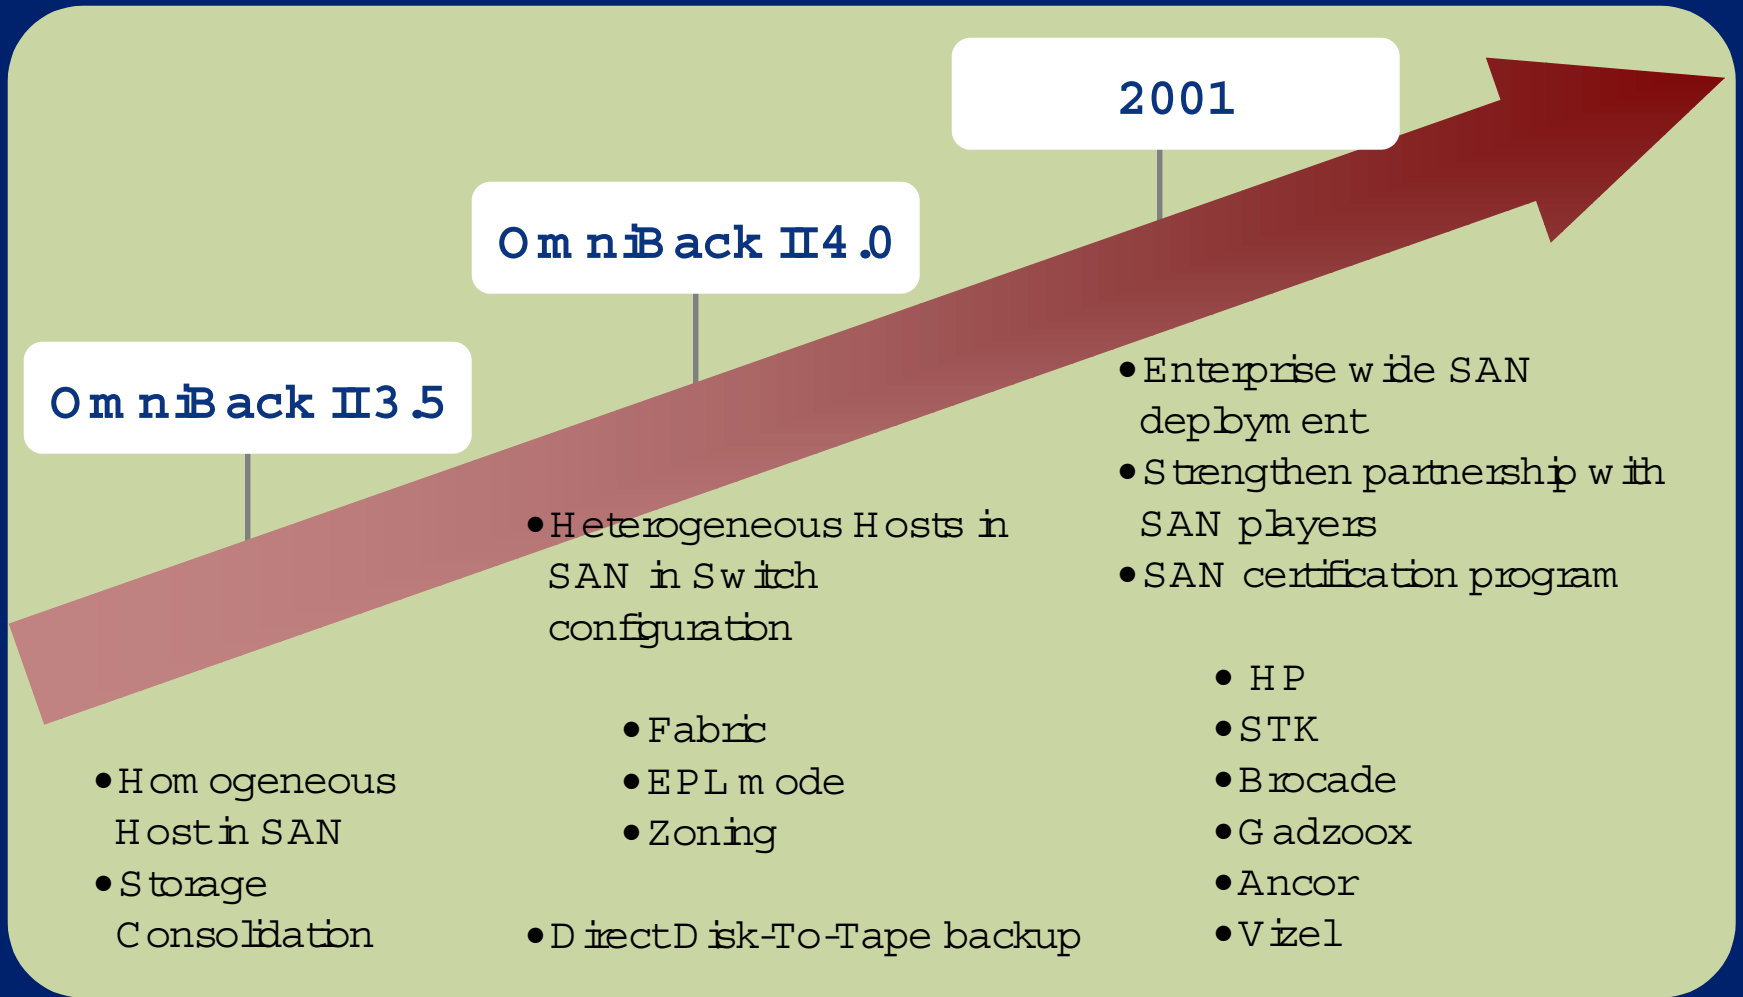 2001
OmniBack II 4.0
OmniBack II 3.5
•Homogeneous
Host in SAN
•Storage
Consolidation
•Heterogeneous Hosts in
SAN in Switch
configuration
•Fabric
•EPL mode
•Zoning
•Direct Disk-To-Tape backup
•Enterprise wide SAN
deployment
•Strengthen partnership with
SAN players
•SAN certification program
• HP
•STK
•Brocade
•Gadzoox
•Ancor
•Vizel